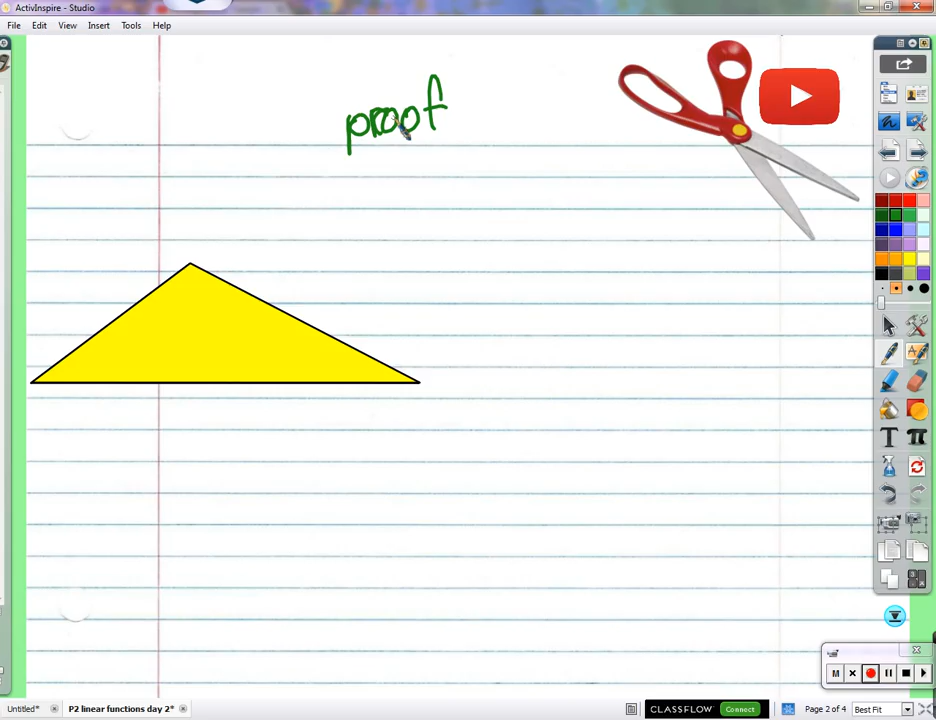 ActivInspire - Studio
File Edit View Insert Tools Help
proof
T π
Untitled* P2 linear functions day 2* CLASSFLOW Connect Page 2 of 4 Best Fit
M